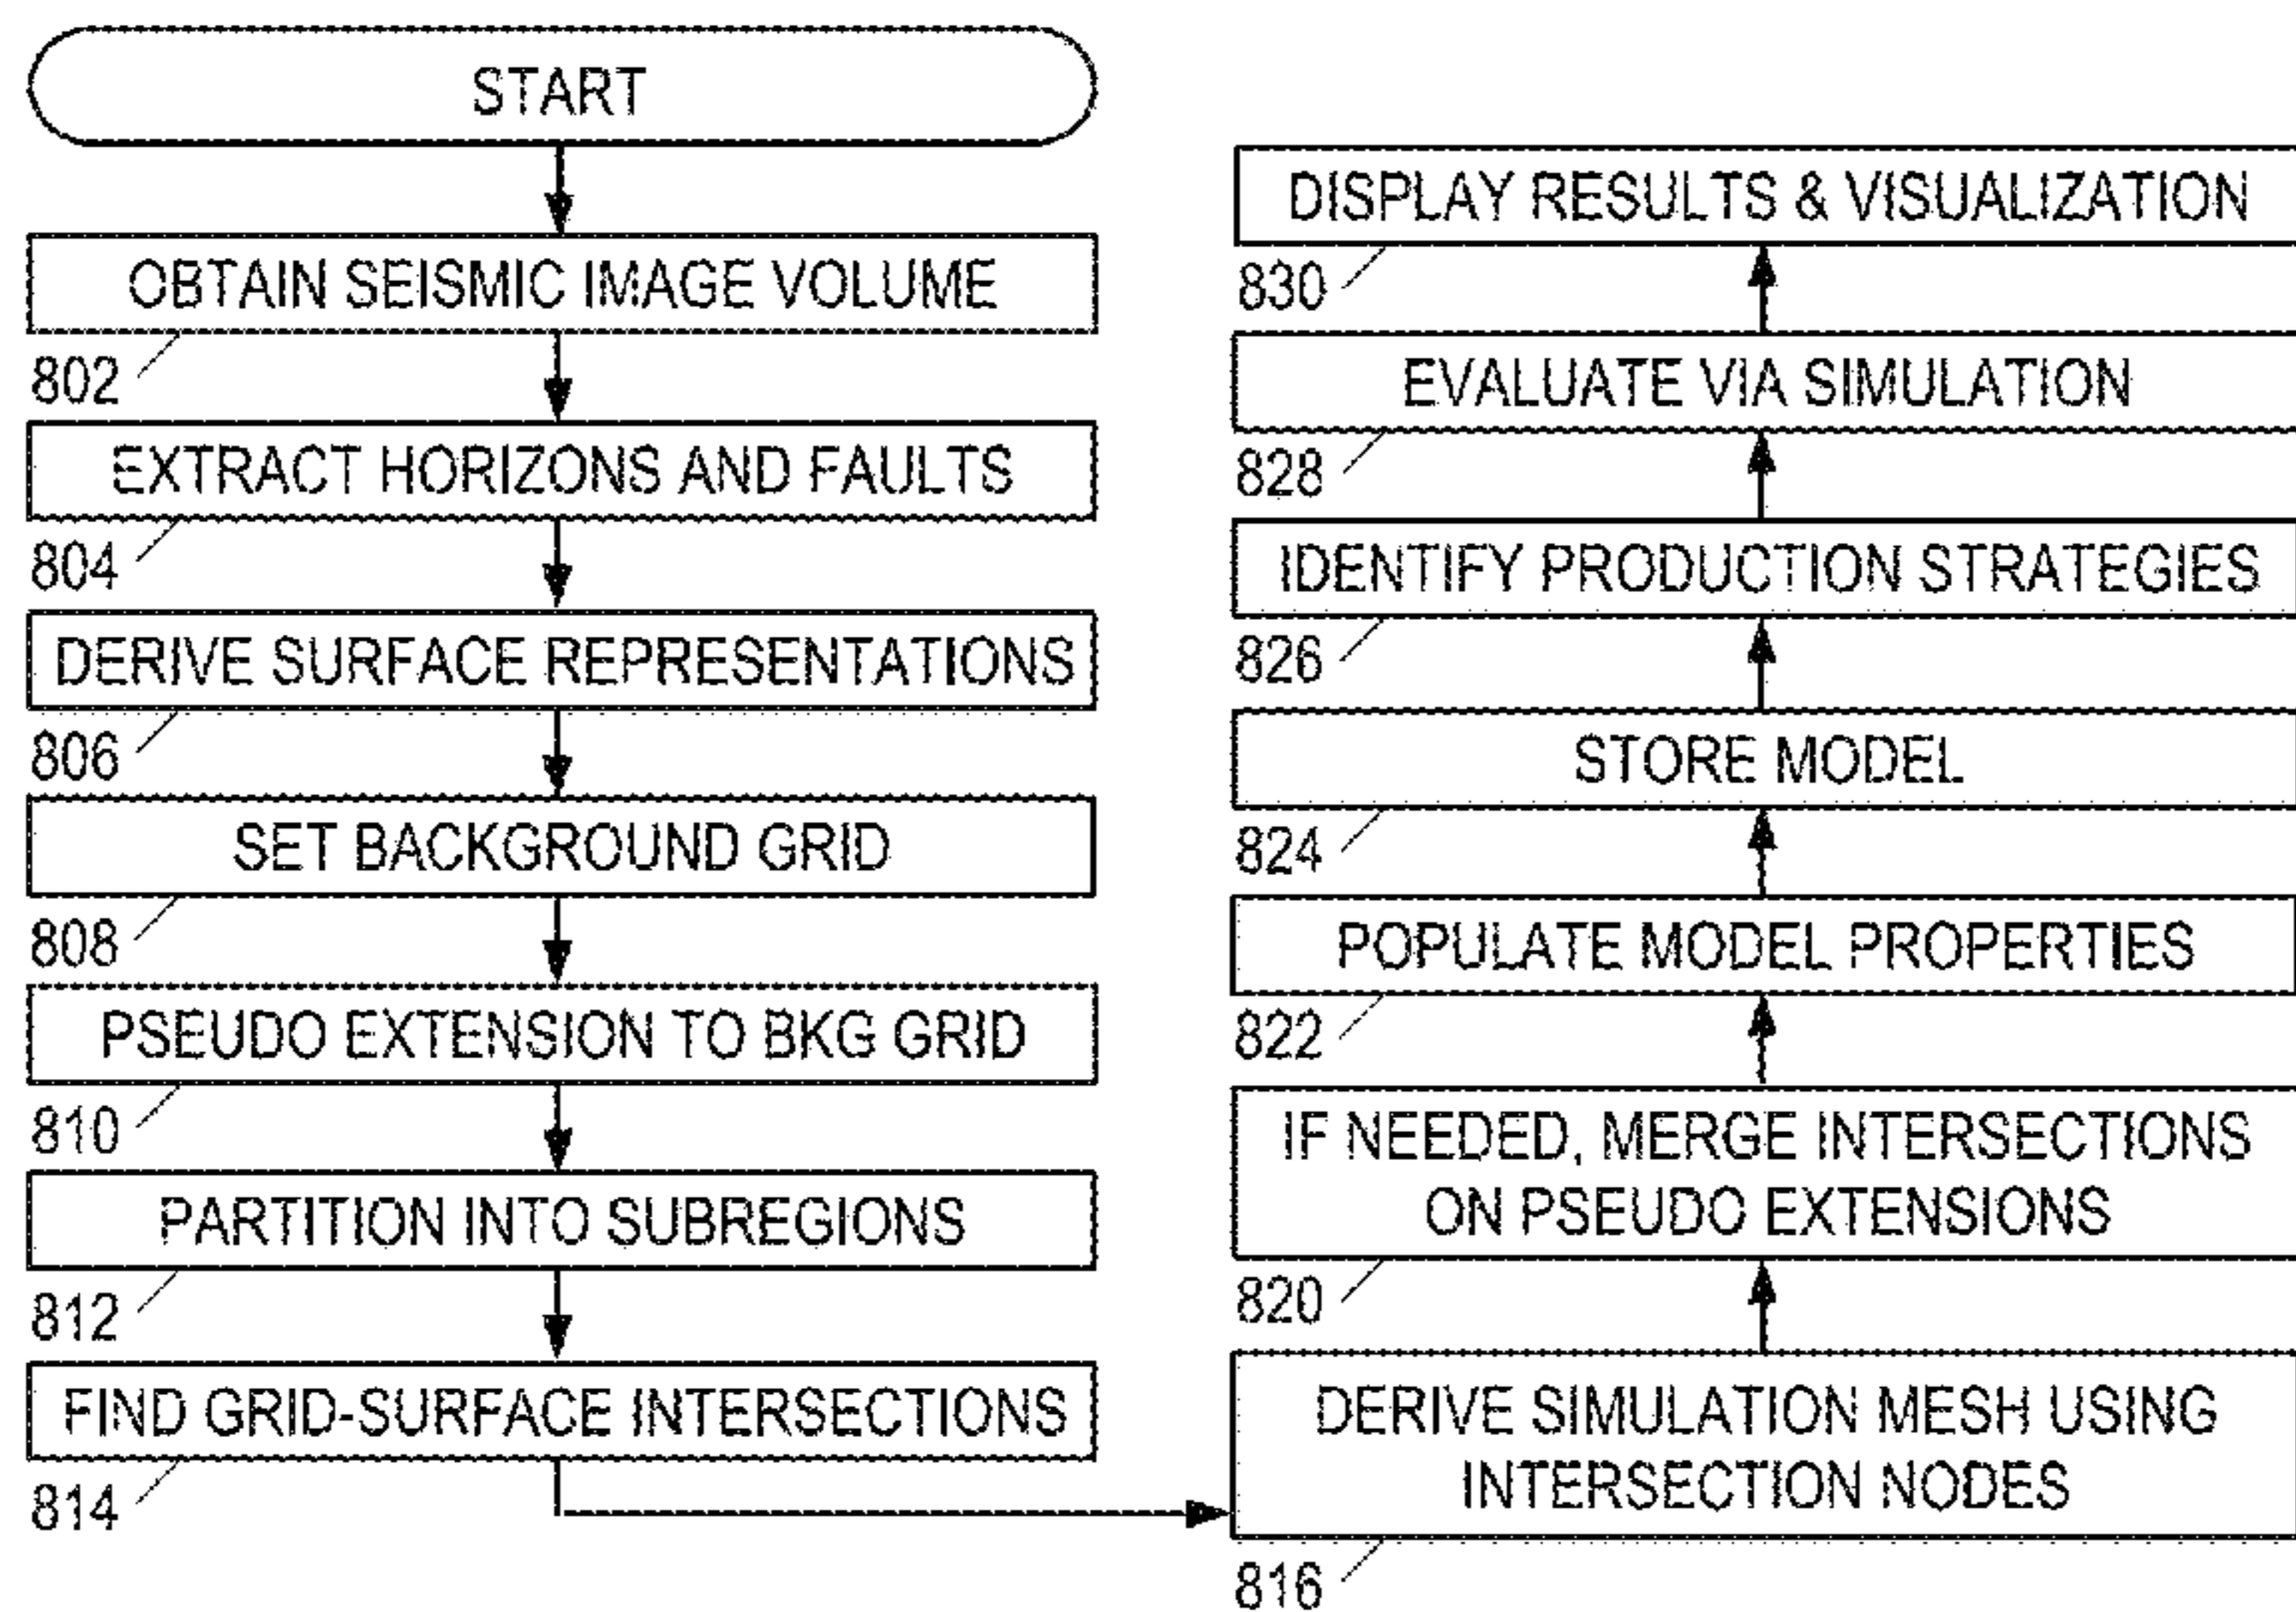 START
OBTAIN SEISMIC IMAGE VOLUME
802
EXTRACT HORIZONS AND FAULTS
804
DERIVE SURFACE REPRESENTATIONS
806
SET BACKGROUND GRID
808
PSEUDO EXTENSION TO BKG GRID
810
PARTITION INTO SUBREGIONS
812
FIND GRID-SURFACE INTERSECTIONS
814
DERIVE SIMULATION MESH USING
INTERSECTION NODES
816
IF NEEDED, MERGE INTERSECTIONS
ON PSEUDO EXTENSIONS
820
POPULATE MODEL PROPERTIES
822
STORE MODEL
824
IDENTIFY PRODUCTION STRATEGIES
826
EVALUATE VIA SIMULATION
828
DISPLAY RESULTS & VISUALIZATION
830